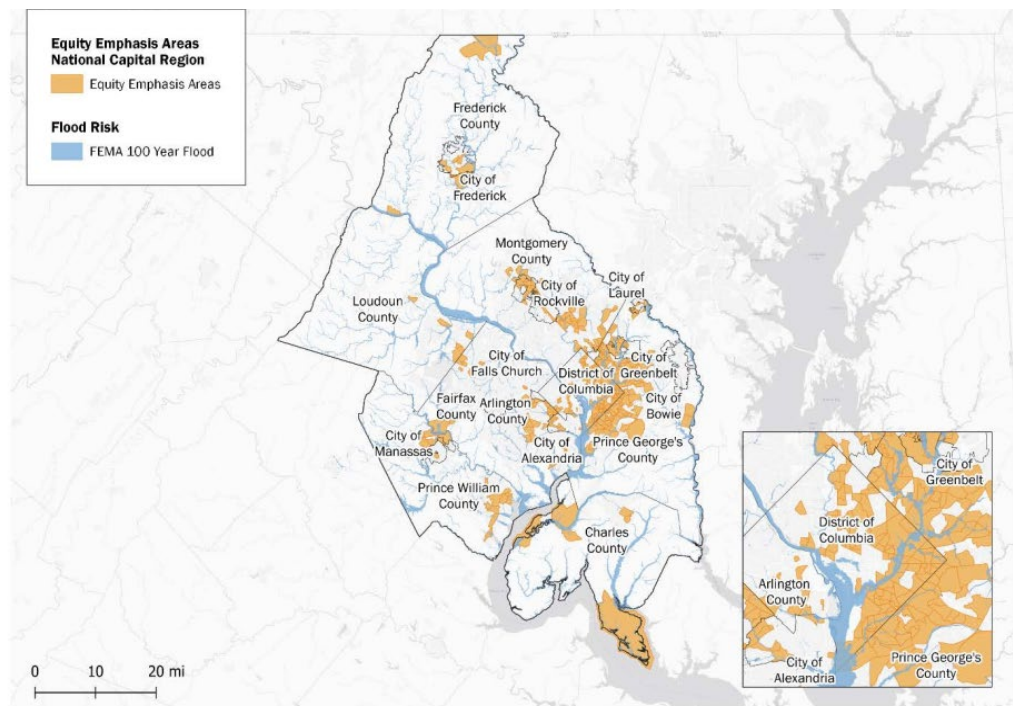 Equity Emphasis Areas
National Capital Region
Equity Emphasis Areas
Flood Risk
FEMA 100 Year Flood
Frederick
County
City of
Frederick
Montgomery
County
City of
Rockville
City of
Laurel
Loudoun
County
City of
Falls Church
District of
Columbia
City of
Greenbelt
Fairfax
County
Arlington
County
City of
Bowie
City of
Manassas
City of
Alexandria
Prince George's
County
Prince William
County
Charles
County
City of
Greenbelt
District of
Columbia
Arlington
County
City of
Alexandria
Prince George's
County
0 10 20 mi